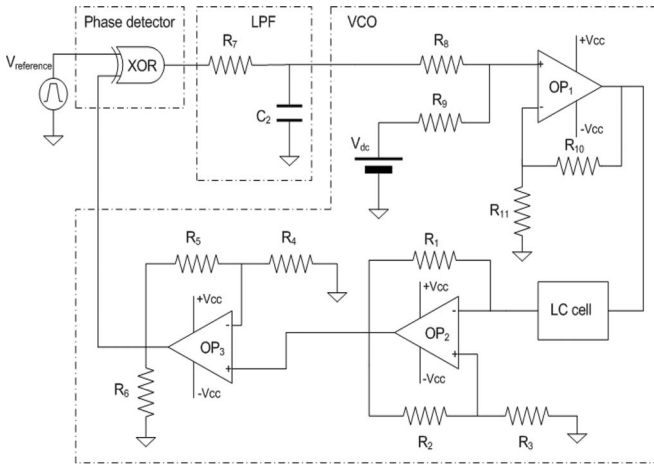 Phase detector
LPF
VCO
Vreference
XOR
R7
C2
R8
R9
Vdc
+Vcc
OP1
-Vcc
R10
R11
R5
R4
+Vcc
OP3
-Vcc
R6
R1
+Vcc
OP2
-Vcc
R2
R3
LC cell